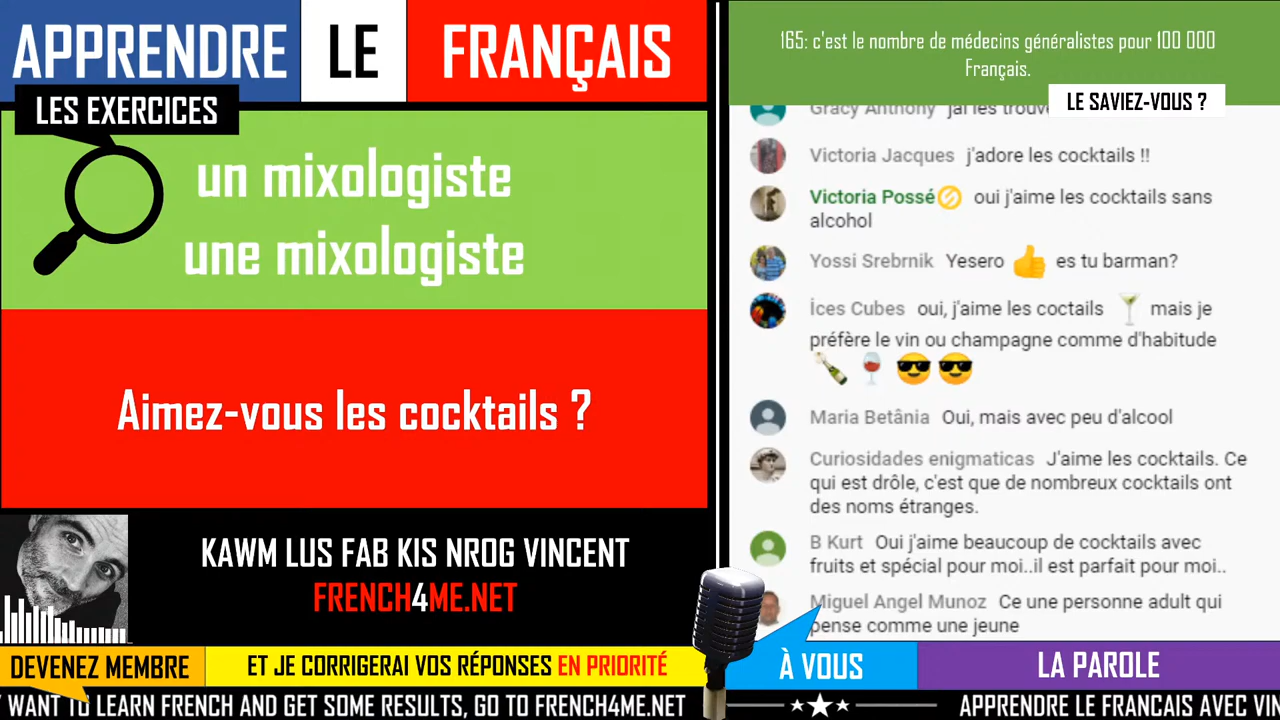 APPRENDRE LE FRANÇAIS
LES EXERCICES
un mixologiste
une mixologiste
Aimez-vous les cocktails ?
KAWM LUS FAB KIS NROG VINCENT
FRENCH4ME.NET
DEVENEZ MEMBRE
ET JE CORRIGERAI VOS RÉPONSES EN PRIORITÉ
165: c'est le nombre de médecins généralistes pour 100 000
Français.
LE SAVIEZ-VOUS ?
Gracy Anthony jai les trouv
Victoria Jacques j'adore les cocktails !!
Victoria Possé oui j'aime les cocktails sans
alcohol
Yossi Srebrnik Yesero 👍 es tu barman?
İces Cubes oui, j'aime les coctails 🍸 mais je
préfère le vin ou champagne comme d'habitude
🍾 🍷 😎 😎
Maria Betânia Oui, mais avec peu d'alcool
Curiosidades enigmaticas J'aime les cocktails. Ce
qui est drôle, c'est que de nombreux cocktails ont
des noms étranges.
B Kurt Oui j'aime beaucoup de cocktails avec
fruits et spécial pour moi..il est parfait pour moi..
Miguel Angel Munoz Ce une personne adult qui
pense comme une jeune
À VOUS
LA PAROLE
WANT TO LEARN FRENCH AND GET SOME RESULTS, GO TO FRENCH4ME.NET
APPRENDRE LE FRANCAIS AVEC VIN